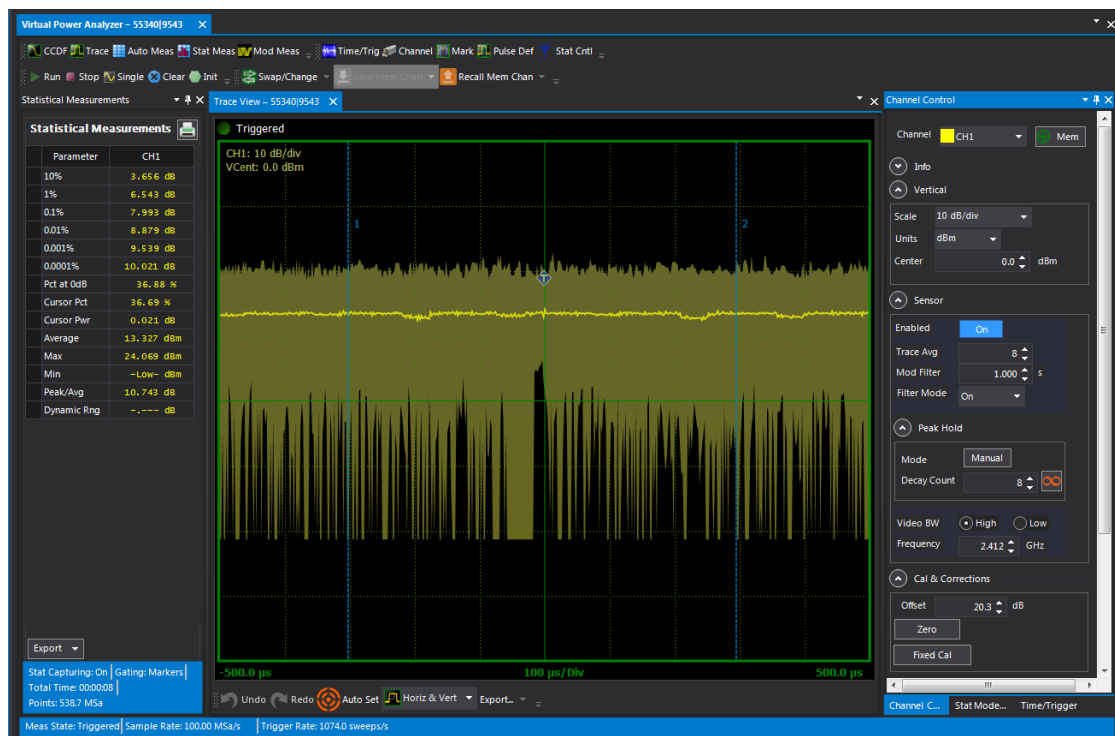 Virtual Power Analyzer – 55340|9543 X
CCDF Trace Auto Meas Stat Meas Mod Meas Time/Trig Channel Mark Pulse Def Stat Cntl
Run Stop Single Clear Init Swap/Change Save Mem Chan Recall Mem Chan
Statistical Measurements
Statistical Measurements
Parameter CH1
10% 3.656 dB
1% 6.543 dB
0.1% 7.993 dB
0.01% 8.879 dB
0.001% 9.539 dB
0.0001% 10.021 dB
Pct at 0dB 36.88 %
Cursor Pct 36.69 %
Cursor Pwr 0.021 dB
Average 13.327 dBm
Max 24.069 dBm
Min -Low- dBm
Peak/Avg 10.743 dB
Dynamic Rng -.--- dB
Export
Stat Capturing: On Gating: Markers
Total Time: 00:00:08
Points: 538.7 MSa
Trace View – 55340|9543 X
Triggered
CH1: 10 dB/div
VCent: 0.0 dBm
1
2
T
-500.0 µs 100 µs/Div 500.0 µs
Undo Redo Auto Set Horiz & Vert Export...
Channel Control
Channel CH1 Mem
Info
Vertical
Scale 10 dB/div
Units dBm
Center 0.0 dBm
Sensor
Enabled On
Trace Avg 8
Mod Filter 1.000 s
Filter Mode On
Peak Hold
Mode Manual
Decay Count 8
Video BW High Low
Frequency 2.412 GHz
Cal & Corrections
Offset 20.3 dB
Zero
Fixed Cal
Channel C... Stat Mode... Time/Trigger
Meas State: Triggered Sample Rate: 100.00 MSa/s Trigger Rate: 1074.0 sweeps/s